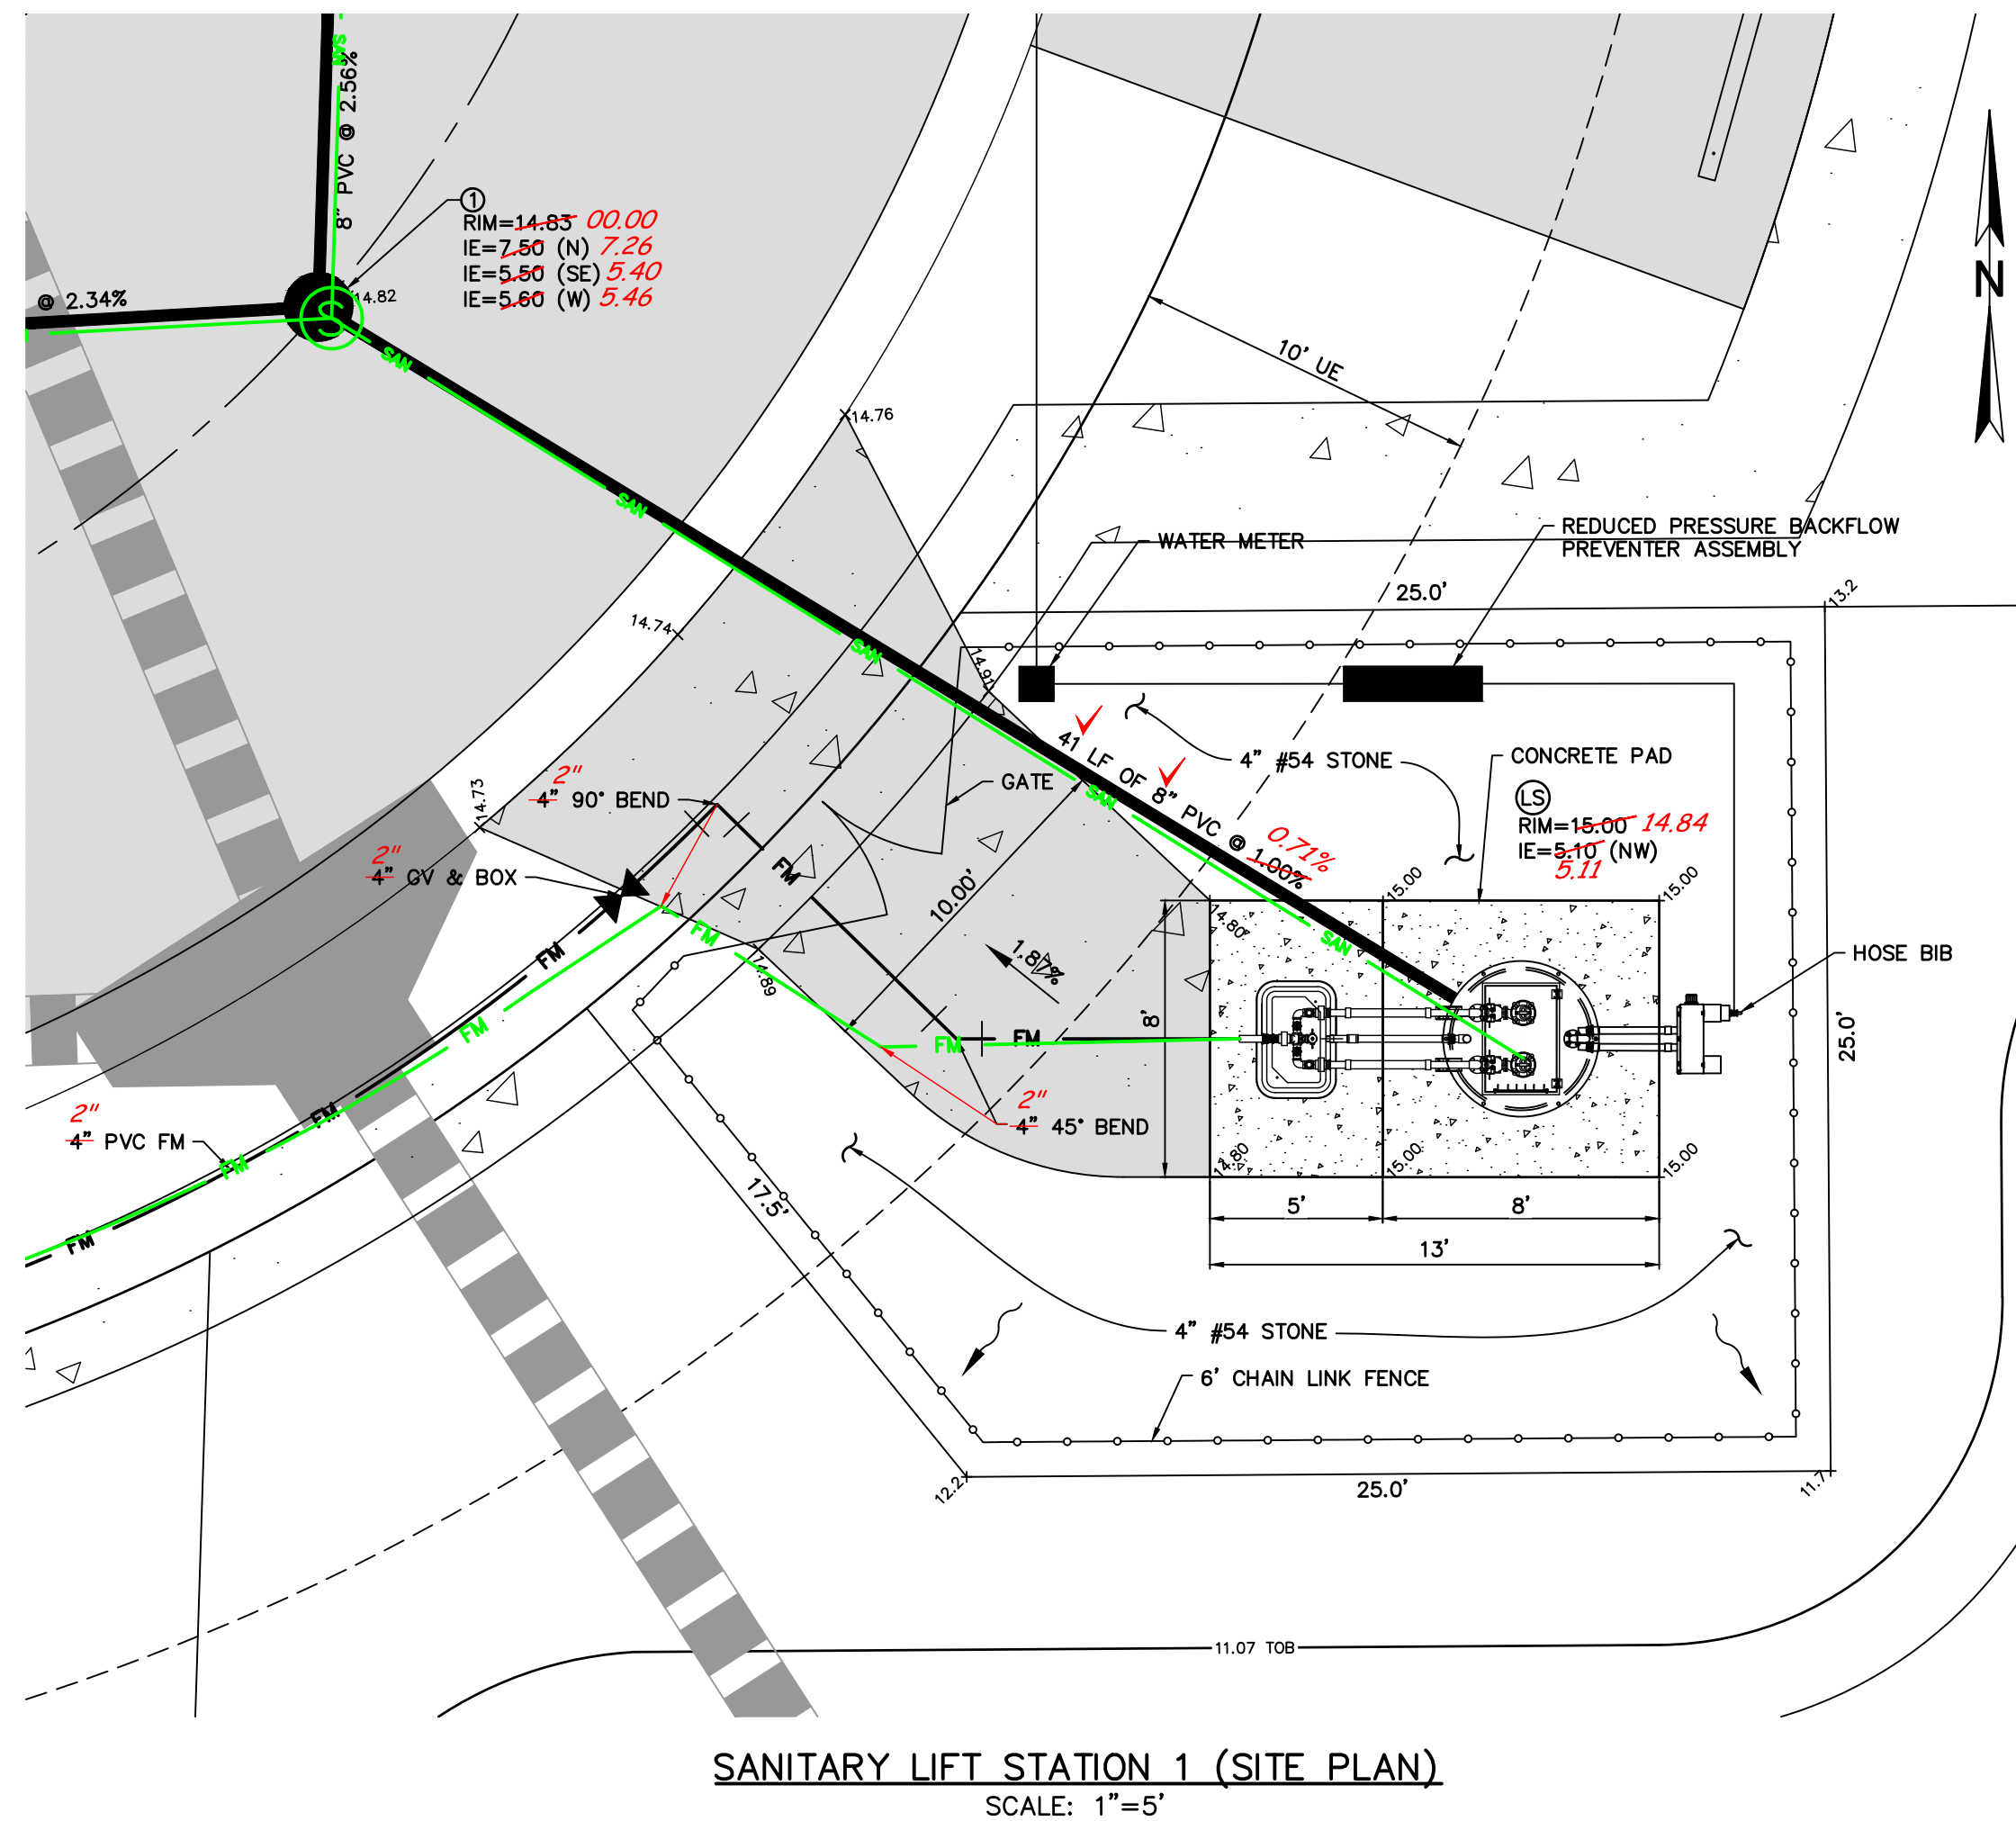 SAN
8" PVC @ 2.56%
1
RIM=14.83 00.00
IE=7.50 (N) 7.26
IE=5.50 (SE) 5.40
IE=5.60 (W) 5.46
@ 2.34%
14.82
S
SAN
N
10' UE
14.76
SAN
WATER METER
REDUCED PRESSURE BACKFLOW
PREVENTER ASSEMBLY
25.0'
13.2
14.74
SAN
14.91
41 LF OF 8" PVC @ 1.00%
0.71%
4" #54 STONE
CONCRETE PAD
LS
RIM=15.00 14.84
IE=5.10 (NW)
5.11
GATE
2"
4" 90° BEND
14.73
SAN
2"
4" GV & BOX
FM
10.00'
15.00
15.00
14.80
SAN
FM
FM
1.87%
14.89
HOSE BIB
8'
25.0'
FM
FM
FM
FM
2"
4" 45° BEND
2"
4" PVC FM
FM
FM
14.80
15.00
15.00
17.5'
5'
8'
13'
FM
4" #54 STONE
6' CHAIN LINK FENCE
12.2
25.0'
11.7
11.07 TOB
SANITARY LIFT STATION 1 (SITE PLAN)
SCALE: 1"=5'